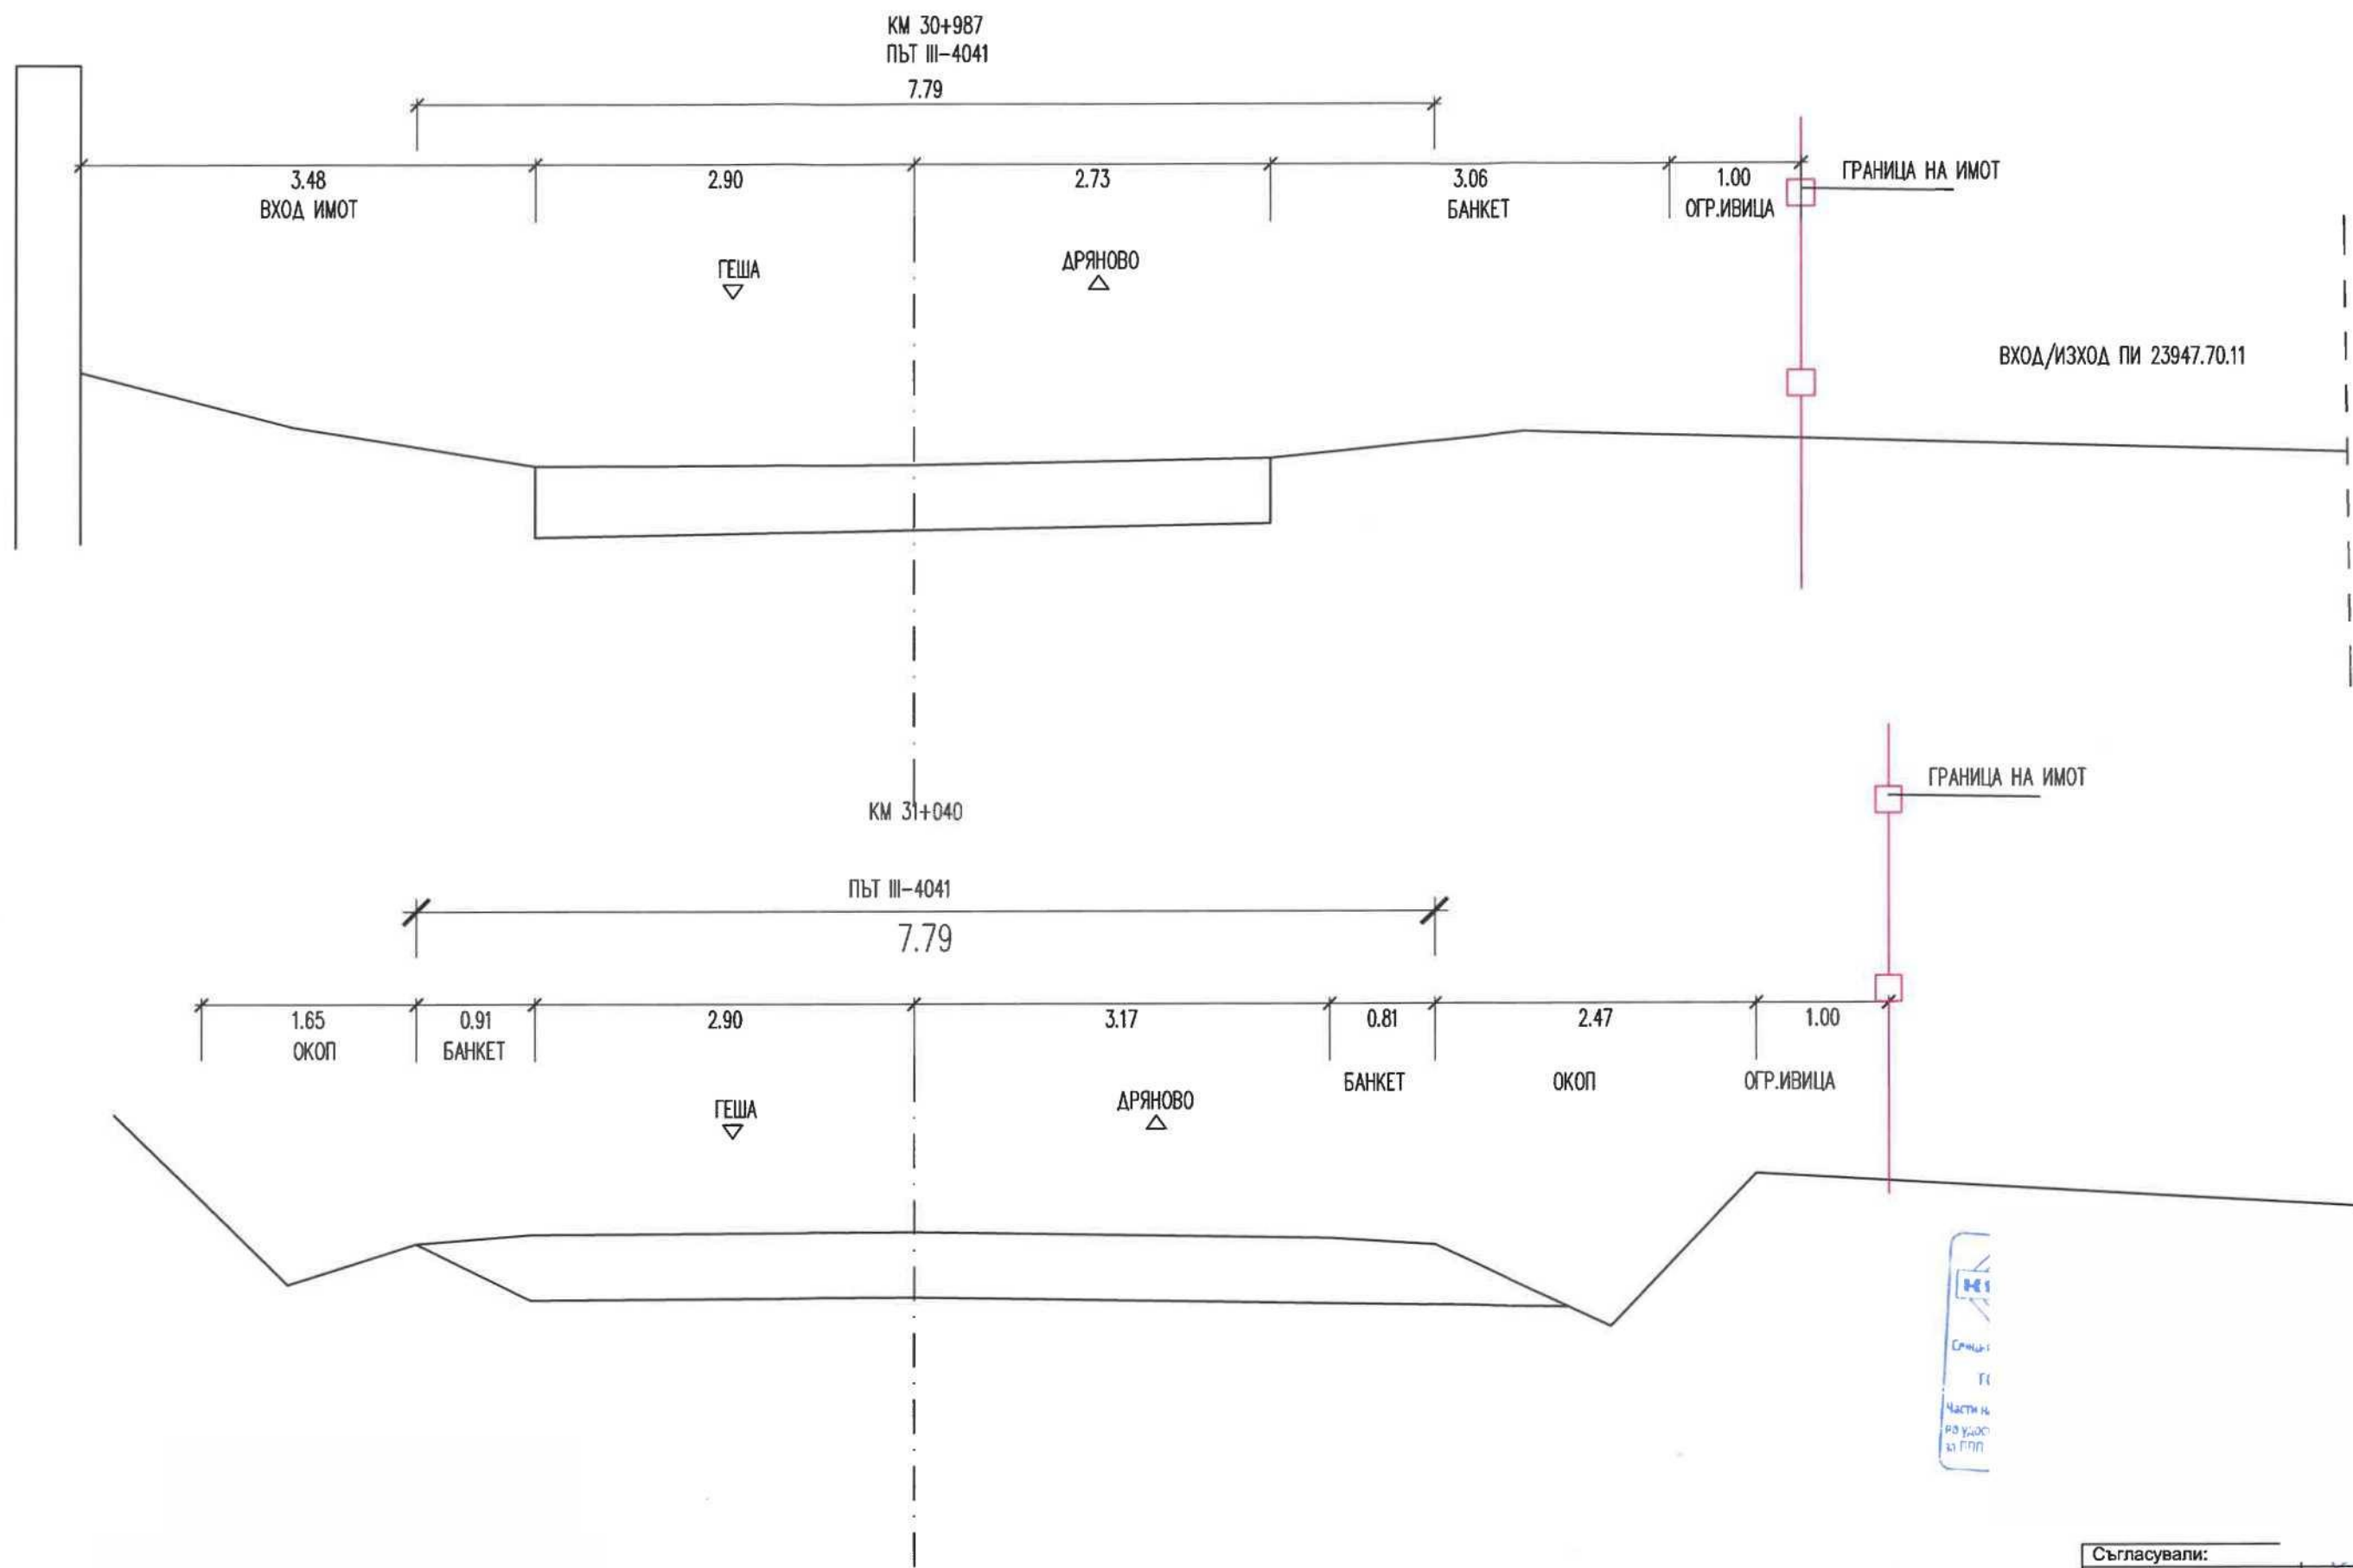 КМ 30+987
ПЪТ III-4041
7.79
3.48 2.90 2.73 3.06 1.00
ВХОД ИМОТ БАНКЕТ ОГР.ИВИЦА
ГРАНИЦА НА ИМОТ
ГЕША ДРЯНОВО
ВХОД/ИЗХОД ПИ 23947.70.11
ГРАНИЦА НА ИМОТ
КМ 31+040
ПЪТ III-4041
7.79
1.65 0.91 2.90 3.17 0.81 2.47 1.00
ОКОП БАНКЕТ
БАНКЕТ ОКОП ОГР.ИВИЦА
ГЕША ДРЯНОВО
Части
за ППП
Съгласували: